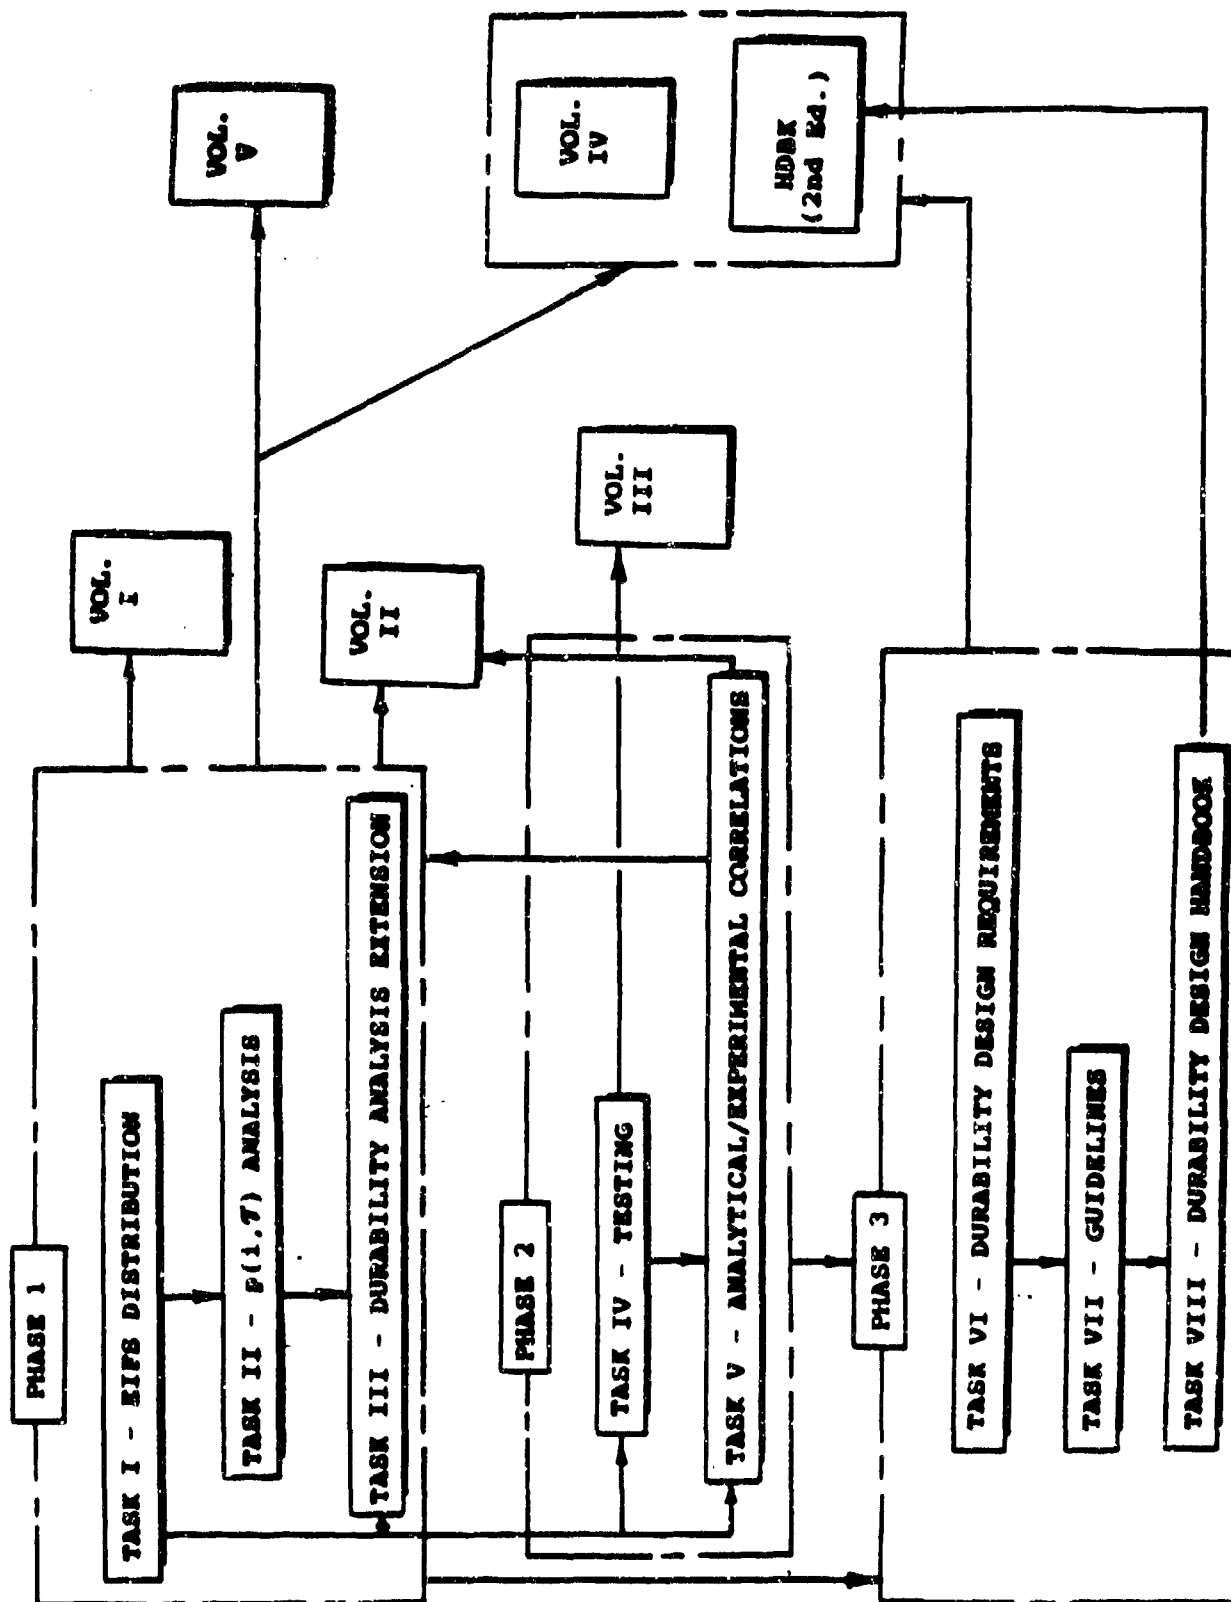 PHASE 1
TASK I - EIFS DISTRIBUTION
TASK II - p(i,τ) ANALYSIS
TASK III - DURABILITY ANALYSIS EXTENSION
PHASE 2
TASK IV - TESTING
TASK V - ANALYTICAL/EXPERIMENTAL CORRELATIONS
PHASE 3
TASK VI - DURABILITY DESIGN REQUIREMENTS
TASK VII - GUIDELINES
TASK VIII - DURABILITY DESIGN HANDBOOK
VOL.
I
VOL.
II
VOL.
III
VOL.
V
VOL.
IV
HDBK
(2nd Ed.)